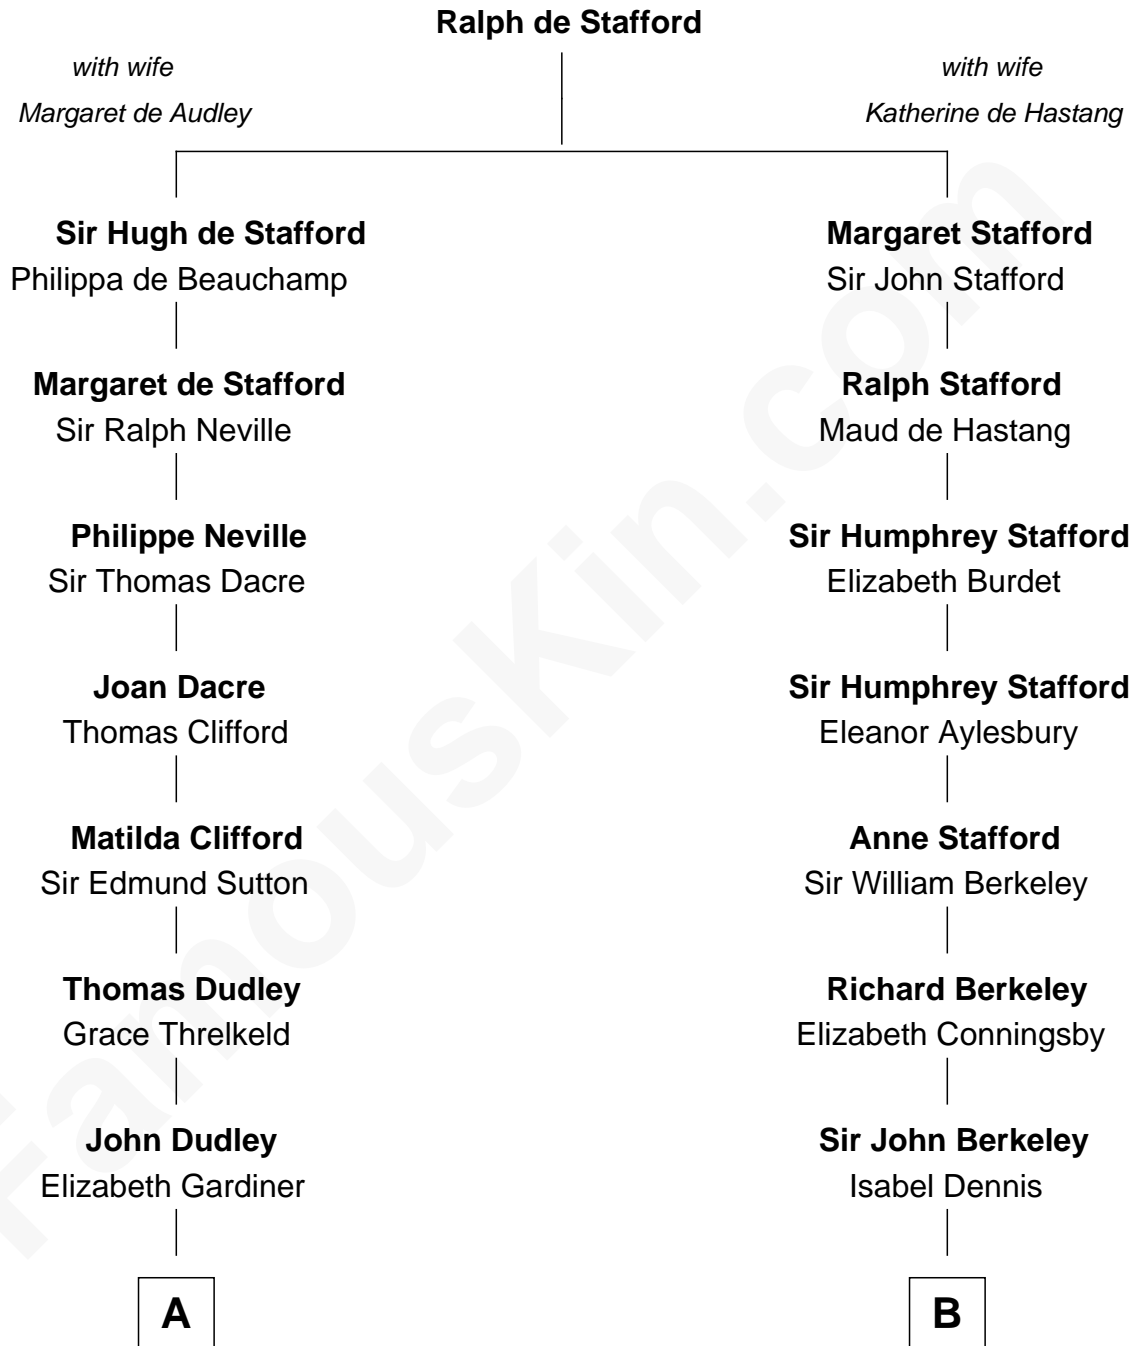 Ralph de Stafford
with wife
Margaret de Audley
with wife
Katherine de Hastang
Sir Hugh de Stafford
Philippa de Beauchamp
Margaret Stafford
Sir John Stafford
Margaret de Stafford
Sir Ralph Neville
Ralph Stafford
Maud de Hastang
Philippe Neville
Sir Thomas Dacre
Sir Humphrey Stafford
Elizabeth Burdet
Joan Dacre
Thomas Clifford
Sir Humphrey Stafford
Eleanor Aylesbury
Matilda Clifford
Sir Edmund Sutton
Anne Stafford
Sir William Berkeley
Thomas Dudley
Grace Threlkeld
Richard Berkeley
Elizabeth Conningsby
John Dudley
Elizabeth Gardiner
Sir John Berkeley
Isabel Dennis
A
B
FamousKin.com